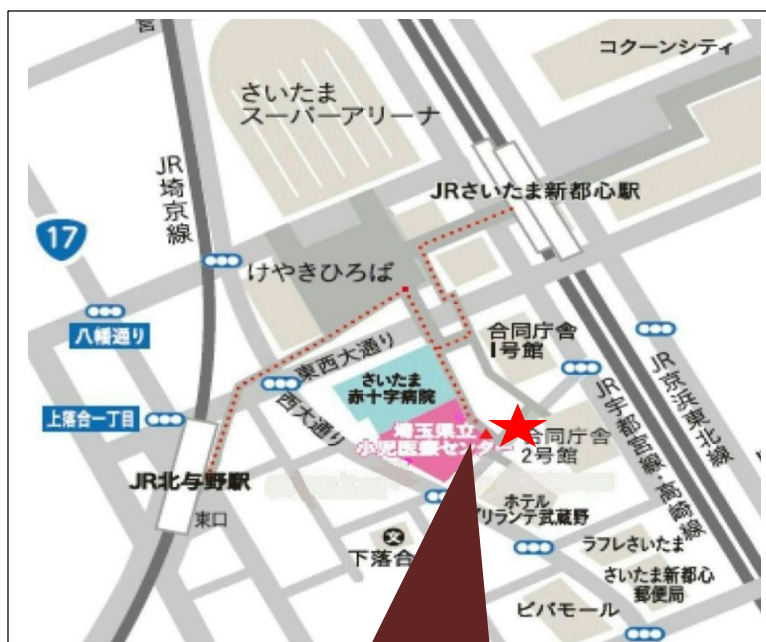 コクーンシティ
さいたま
スーパーアリーナ
JR埼京線
JRさいたま新都心駅
17
けやきひろば
八幡通り
合同庁舎
1号館
東西大通り
さいたま
赤十字病院
西大通り
上落合一丁目
埼玉県立
小児医療センター
合同庁舎
2号館
JR京浜東北線
JR宇都宮線・高崎線
JR北与野駅
東口
ホテル
ブリランテ武蔵野
文
下落合
ラフレさいたま
さいたま新都心
郵便局
ビバモール